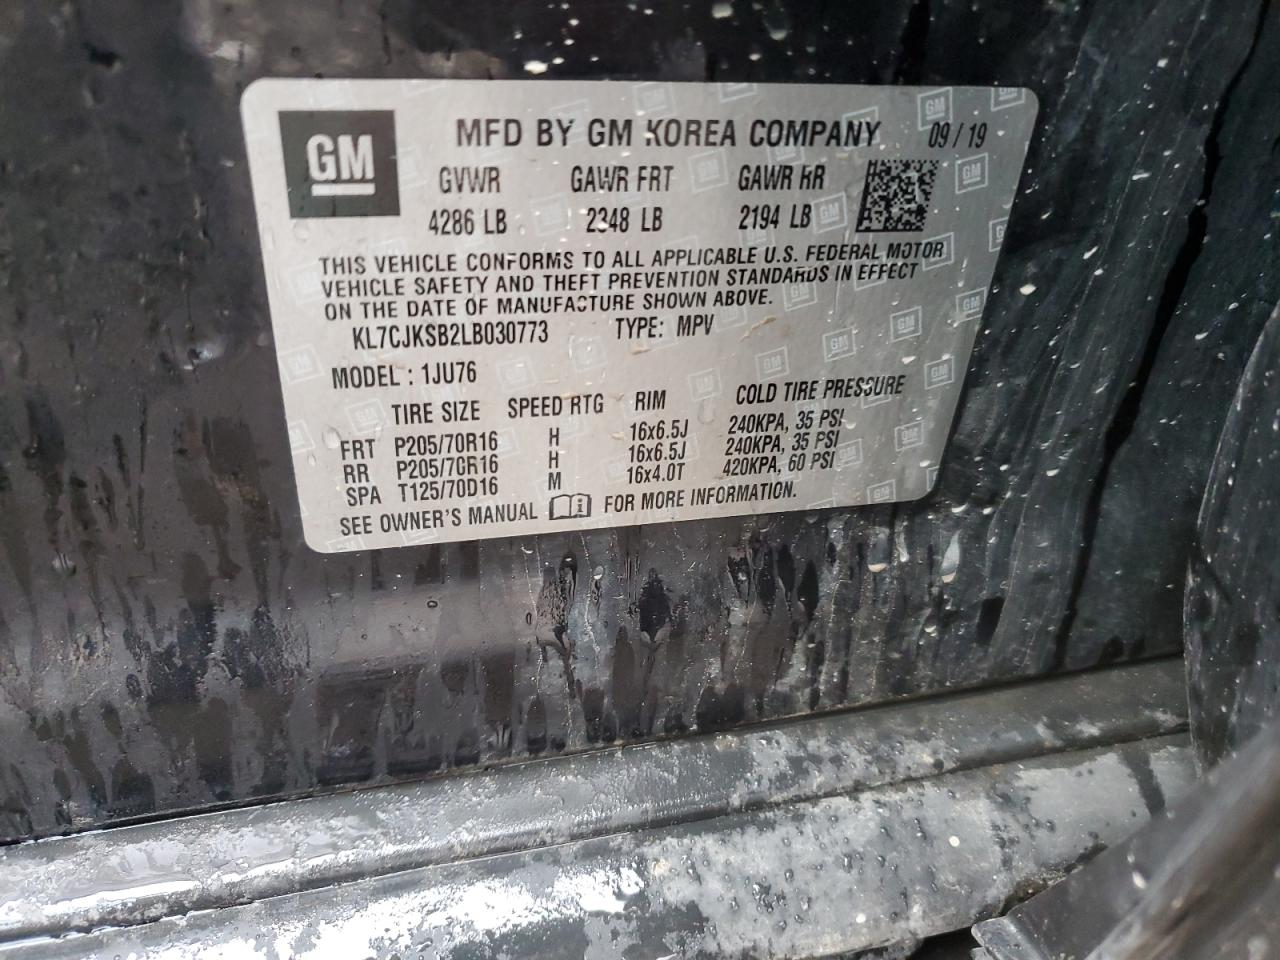 GM
MFD BY GM KOREA COMPANY 09/19
GVWR GAWR FRT GAWR RR
4286 LB 2348 LB 2194 LB
THIS VEHICLE CONFORMS TO ALL APPLICABLE U.S. FEDERAL MOTOR
VEHICLE SAFETY AND THEFT PREVENTION STANDARDS IN EFFECT
ON THE DATE OF MANUFACTURE SHOWN ABOVE.
KL7CJKSB2LB030773 TYPE: MPV
MODEL : 1JU76
TIRE SIZE SPEED RTG RIM COLD TIRE PRESSURE
FRT P205/70R16 H 16x6.5J 240KPA, 35 PSI
RR P205/70R16 H 16x6.5J 240KPA, 35 PSI
SPA T125/70D16 M 16x4.0T 420KPA, 60 PSI
SEE OWNER'S MANUAL FOR MORE INFORMATION.